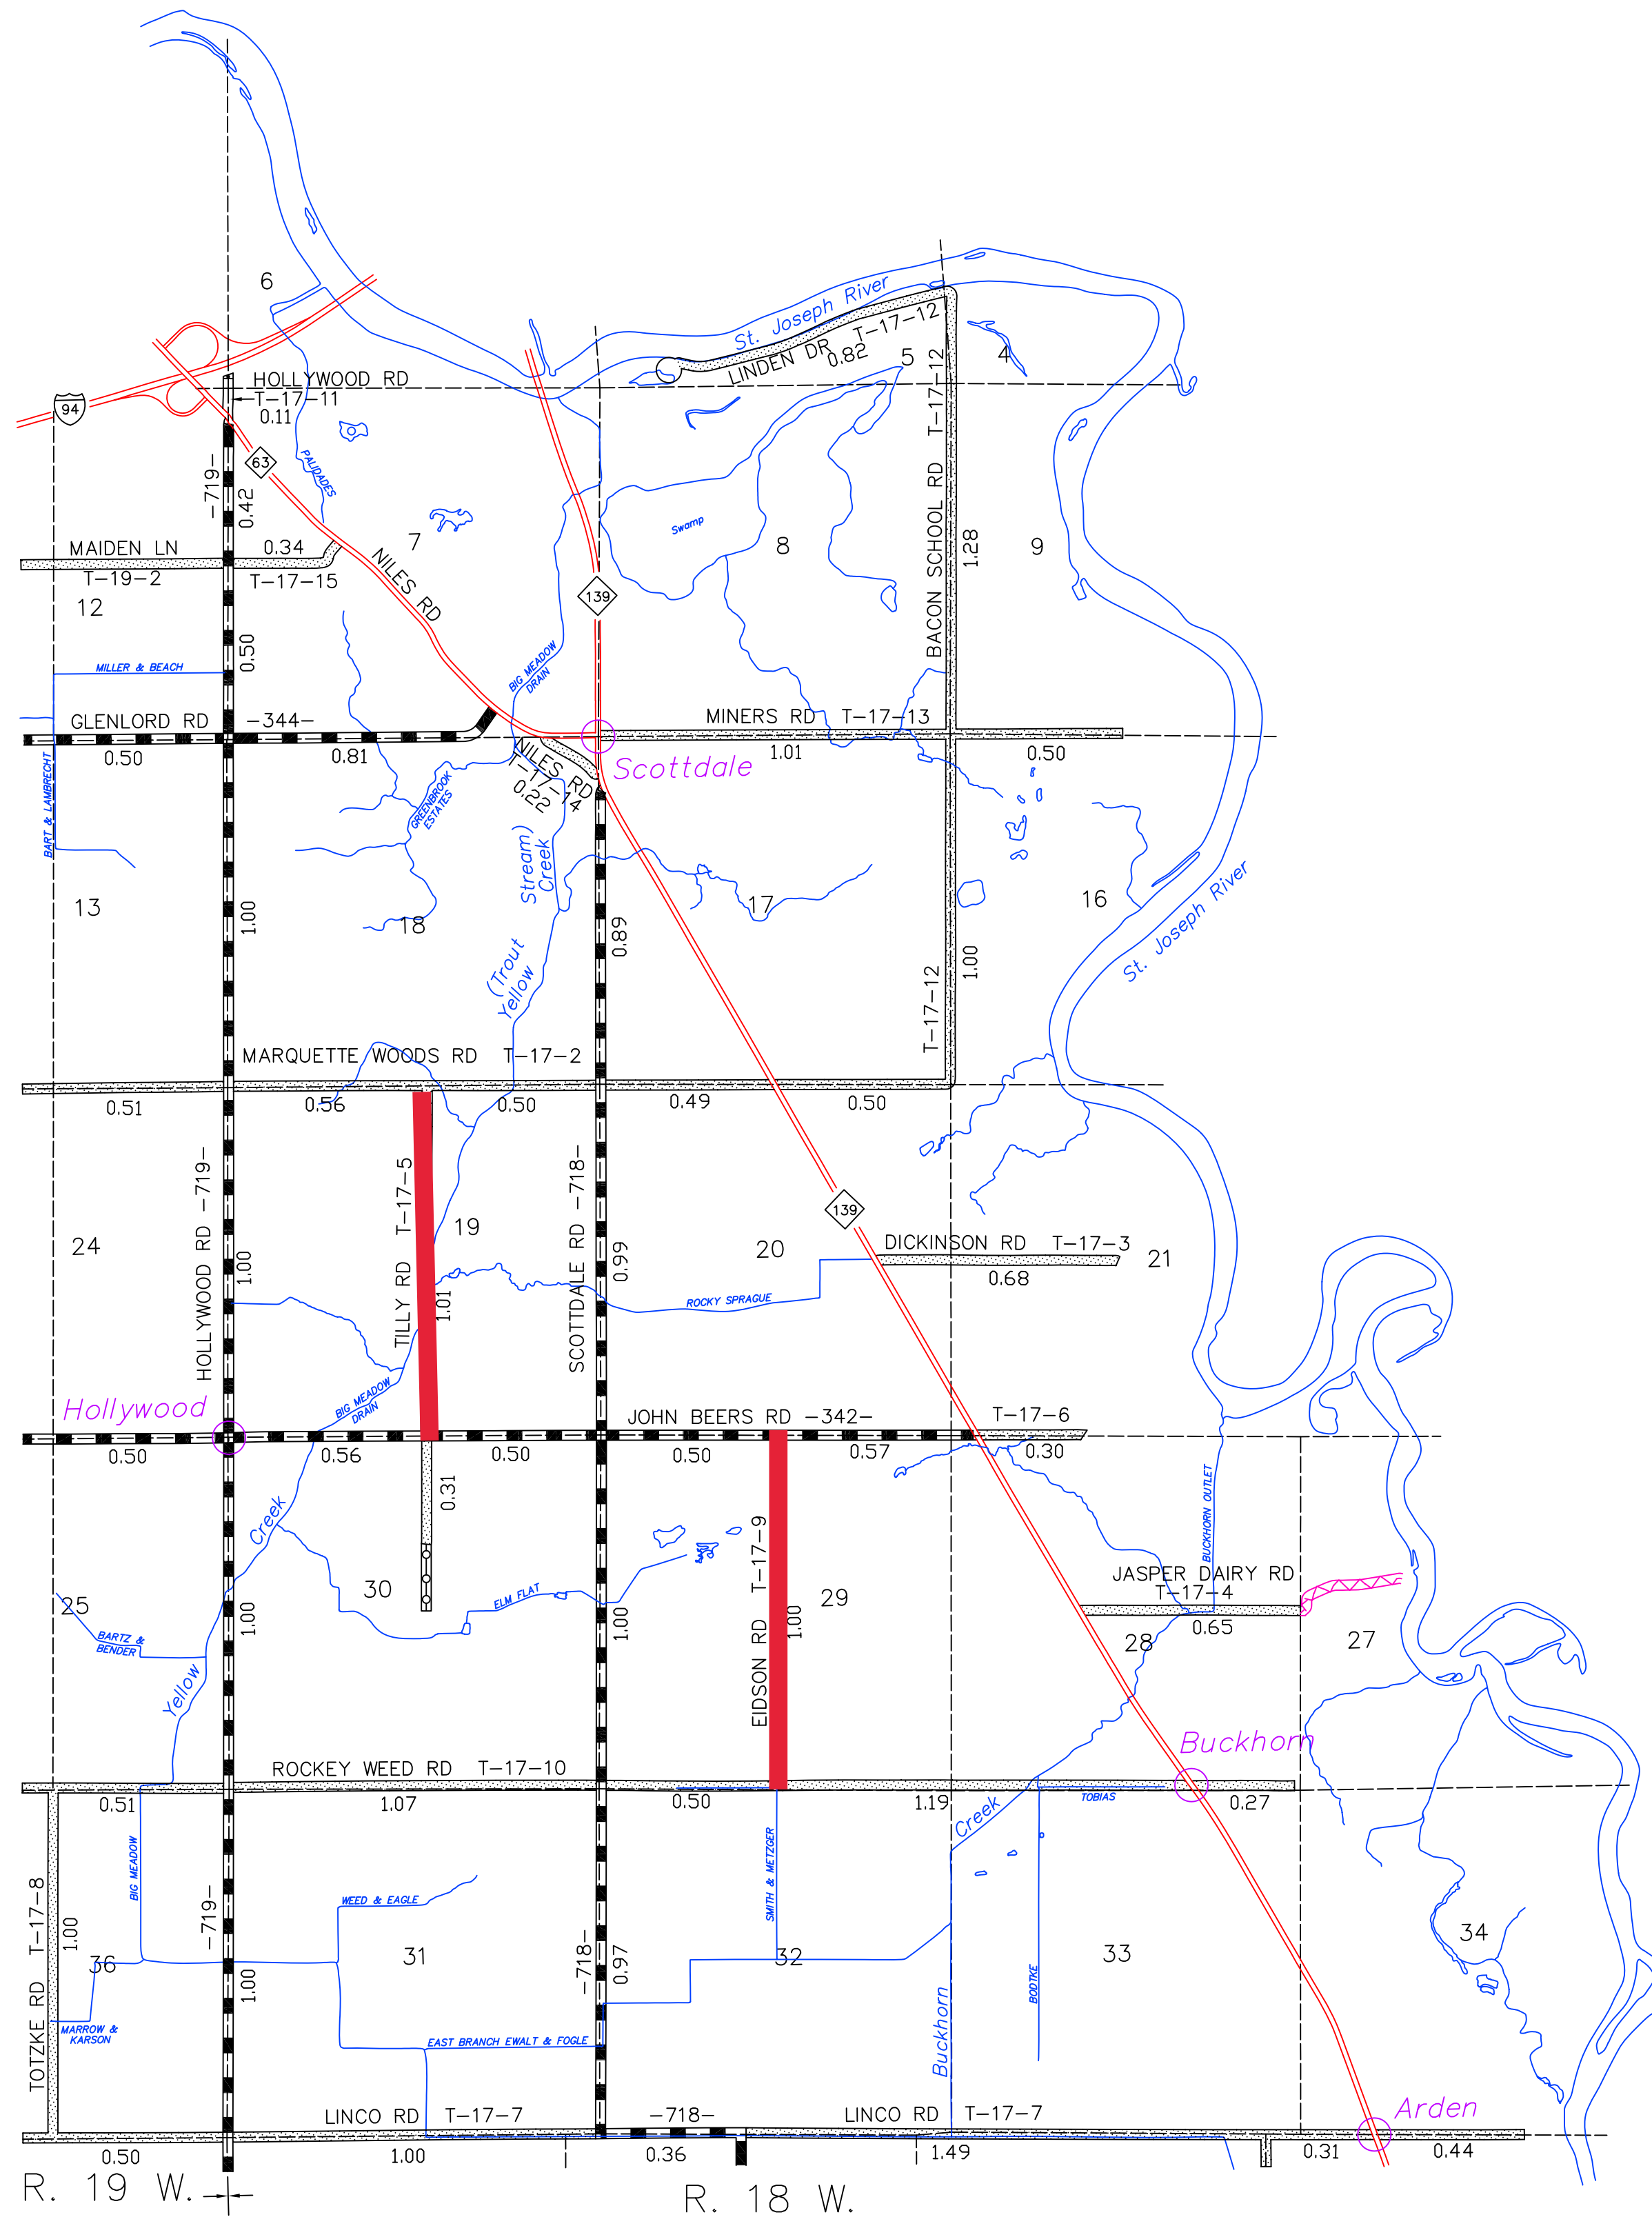 6
St. Joseph River
LINDEN DR T-17-12
0.82
5
4
HOLLYWOOD RD
T-17-11
0.11
94
63
PALIDADES
-719-
0.42
T-17-12
BACON SCHOOL RD
1.28
Swamp
7
8
9
MAIDEN LN
0.34
T-19-2
T-17-15
NILES RD
139
12
0.50
MILLER & BEACH
BIG MEADOW
DRAIN
GLENLORD RD
-344-
MINERS RD T-17-13
0.50
0.81
1.01
0.50
Scottdale
NILES RD
T-17-14
0.22
BART & LAMBRECHT
GREENBROOK
ESTATES
(Trout Stream)
Yellow Creek
13
1.00
18
0.89
17
16
St. Joseph River
T-17-12
1.00
MARQUETTE WOODS RD T-17-2
0.51
0.56
0.50
0.49
0.50
HOLLYWOOD RD -719-
TILLY RD T-17-5
SCOTTDALE RD -718-
139
24
1.00
1.01
19
0.99
20
DICKINSON RD T-17-3
0.68
21
ROCKY SPRAGUE
Hollywood
BIG MEADOW
DRAIN
JOHN BEERS RD -342-
T-17-6
0.50
0.56
0.50
0.50
0.57
0.30
0.31
Creek
Yellow
BUCKHORN OUTLET
EIDSON RD T-17-9
1.00
JASPER DAIRY RD
T-17-4
0.65
25
30
ELM FLAT
29
28
27
BARTZ &
BENDER
1.00
1.00
Buckhorn
ROCKEY WEED RD T-17-10
0.51
1.07
0.50
1.19
TOBIAS
0.27
Creek
BIG MEADOW
SMITH & METZGER
WEED & EAGLE
TOTZKE RD T-17-8
1.00
-719-
-718-
0.97
36
31
32
33
34
1.00
BODTKE
Buckhorn
MARROW &
KARSON
EAST BRANCH EWALT & FOGLE
LINCO RD T-17-7
-718-
LINCO RD T-17-7
Arden
0.50
1.00
0.36
1.49
0.31
0.44
R. 19 W.
R. 18 W.